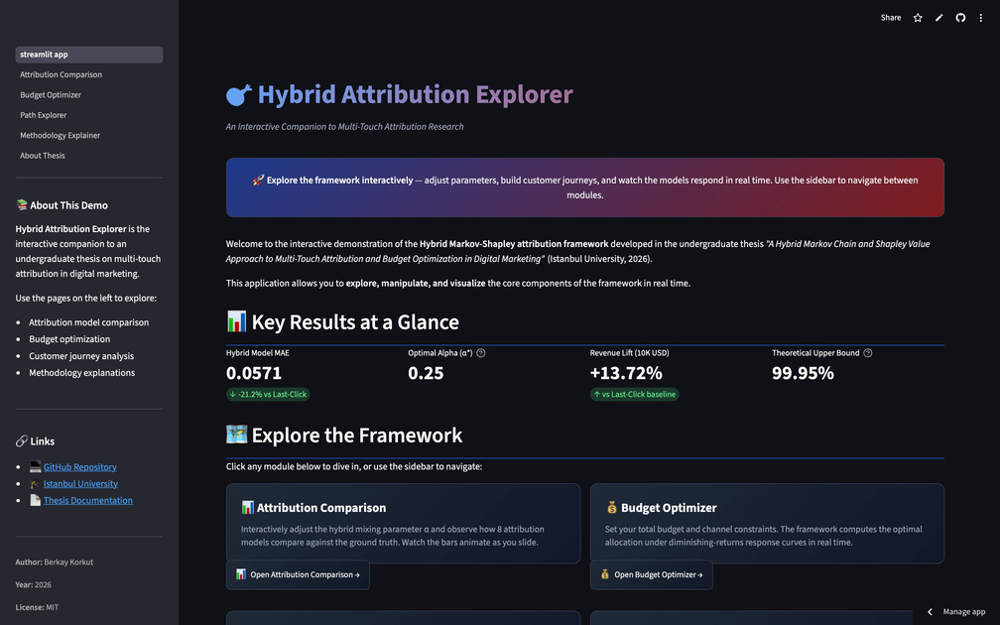 Share
streamlit app
Attribution Comparison
Budget Optimizer
Path Explorer
Methodology Explainer
About Thesis
📚 About This Demo
Hybrid Attribution Explorer is the
interactive companion to an
undergraduate thesis on multi-touch
attribution in digital marketing.
Use the pages on the left to explore:
• Attribution model comparison
• Budget optimization
• Customer journey analysis
• Methodology explanations
🔗 Links
• 💻 GitHub Repository
• 🎓 Istanbul University
• 📄 Thesis Documentation
Author: Berkay Korkut
Year: 2026
License: MIT
Hybrid Attribution Explorer
An Interactive Companion to Multi-Touch Attribution Research
🚀 Explore the framework interactively — adjust parameters, build customer journeys, and watch the models respond in real time. Use the sidebar to navigate between
modules.
Welcome to the interactive demonstration of the Hybrid Markov-Shapley attribution framework developed in the undergraduate thesis "A Hybrid Markov Chain and Shapley Value
Approach to Multi-Touch Attribution and Budget Optimization in Digital Marketing" (Istanbul University, 2026).
This application allows you to explore, manipulate, and visualize the core components of the framework in real time.
📊 Key Results at a Glance
Hybrid Model MAE
0.0571
↓ -21.2% vs Last-Click
Optimal Alpha (α*)
0.25
Revenue Lift (10K USD)
+13.72%
↑ vs Last-Click baseline
Theoretical Upper Bound
99.95%
🗺️ Explore the Framework
Click any module below to dive in, or use the sidebar to navigate:
📊 Attribution Comparison
Interactively adjust the hybrid mixing parameter α and observe how 8 attribution
models compare against the ground truth. Watch the bars animate as you slide.
📊 Open Attribution Comparison →
💰 Budget Optimizer
Set your total budget and channel constraints. The framework computes the optimal
allocation under diminishing-returns response curves in real time.
💰 Open Budget Optimizer →
Manage app